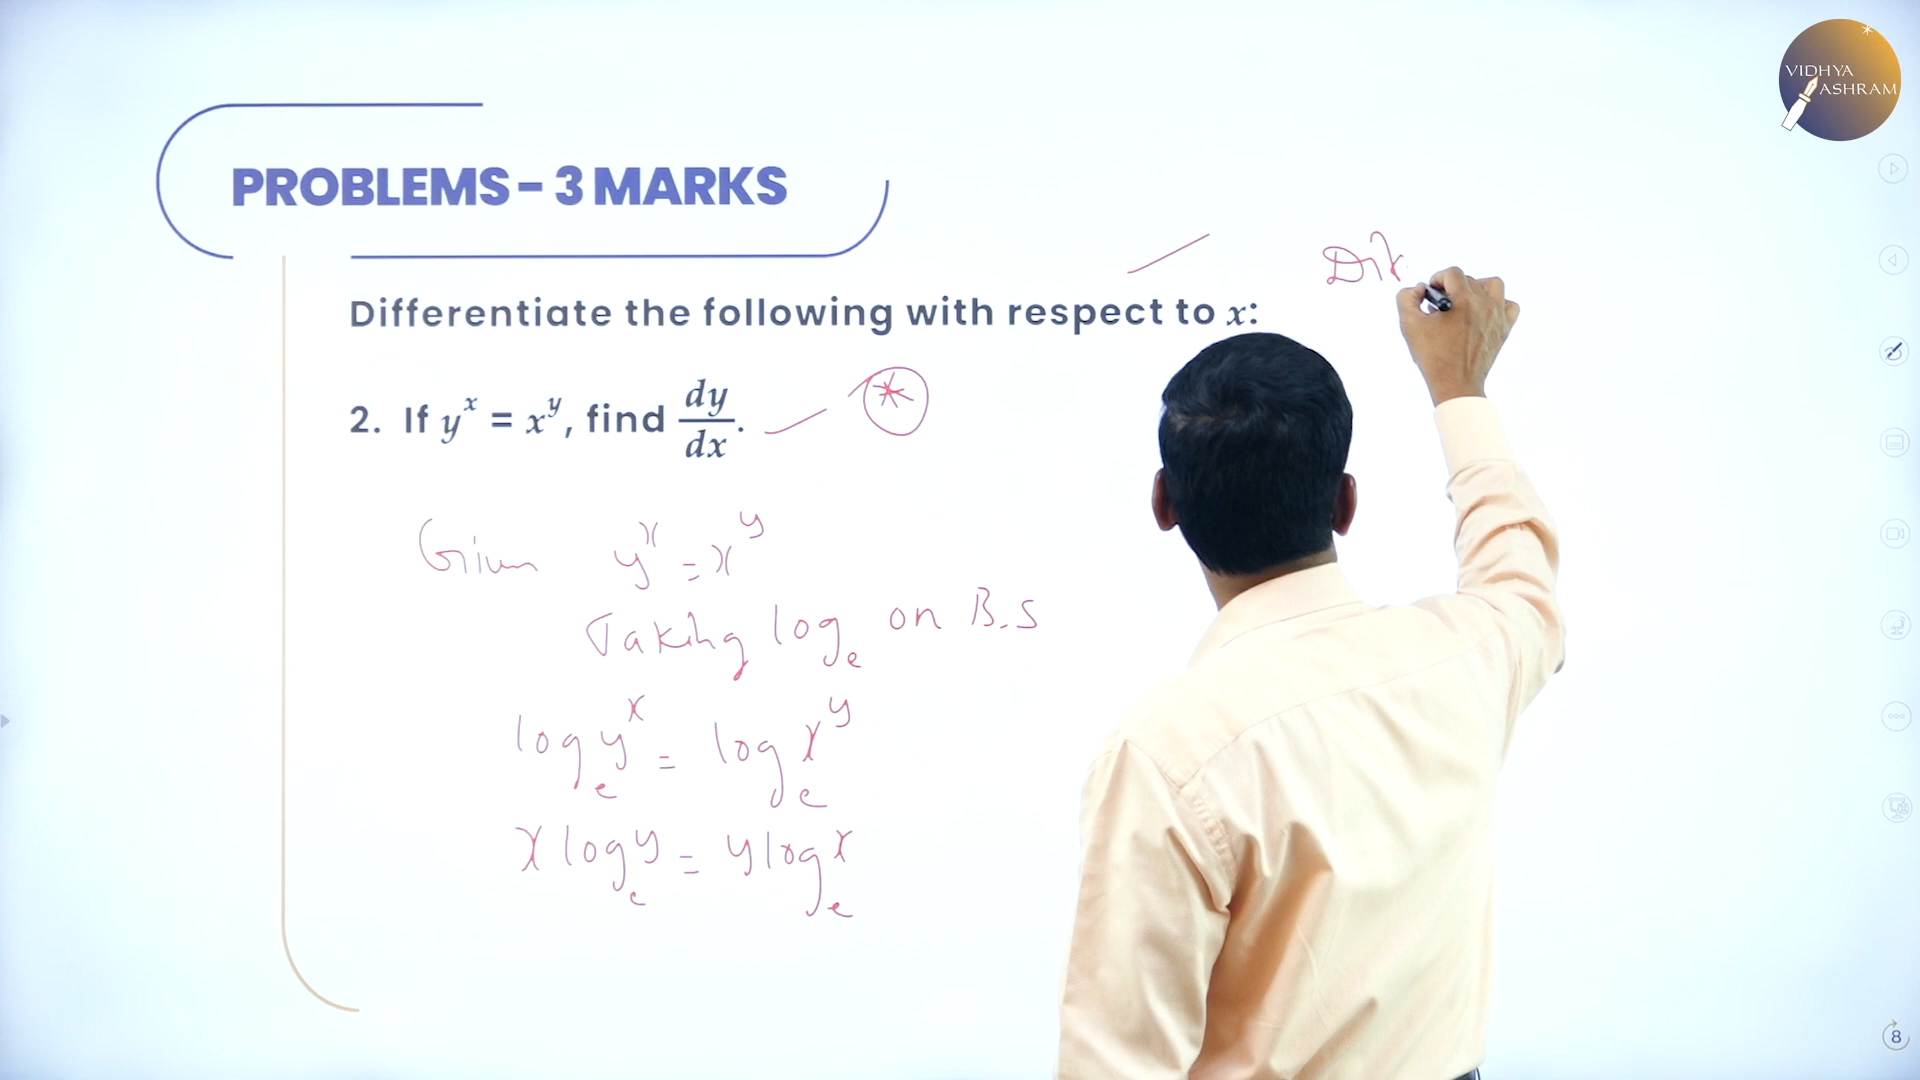 VIDHYA
ASHRAM
PROBLEMS - 3 MARKS
Differentiate the following with respect to x:
2. If y^x = x^y, find dy/dx.
Given y^x = x^y
Taking log_e on B.S
log_e y^x = log_e x^y
x log_e y = y log_e x
8